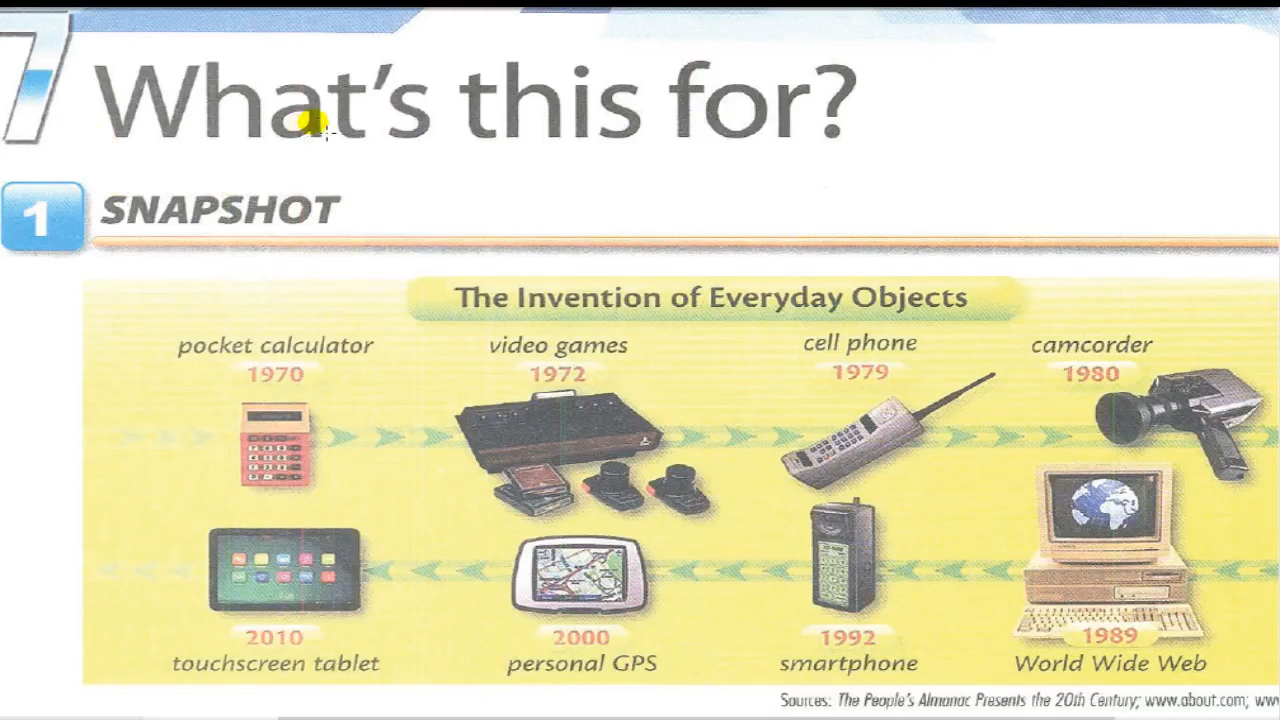 7 What's this for?
1 SNAPSHOT
The Invention of Everyday Objects
pocket calculator video games cell phone camcorder
1970 1972 1979 1980
2010 2000 1992 1989
touchscreen tablet personal GPS smartphone World Wide Web
Sources: The People's Almanac Presents the 20th Century; www.about.com; ww